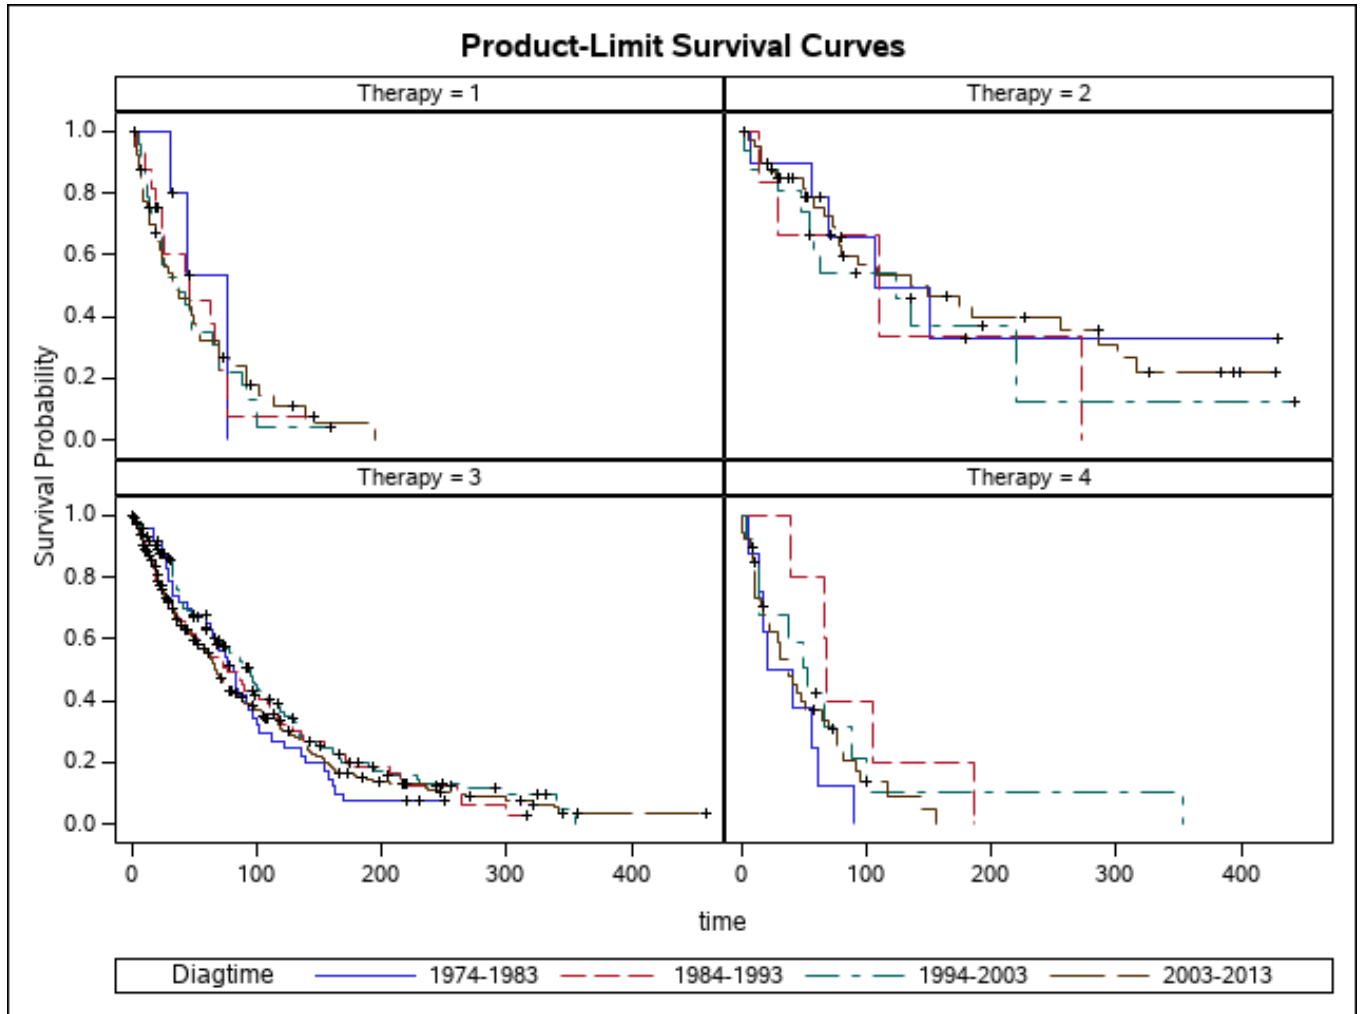 Product-Limit Survival Curves
Therapy = 1
Therapy = 2
1.0
0.8
0.6
0.4
0.2
0.0
Survival Probability
Therapy = 3
Therapy = 4
1.0
0.8
0.6
0.4
0.2
0.0
0 100 200 300 400
0 100 200 300 400
time
Diagtime 1974-1983 1984-1993 1994-2003 2003-2013